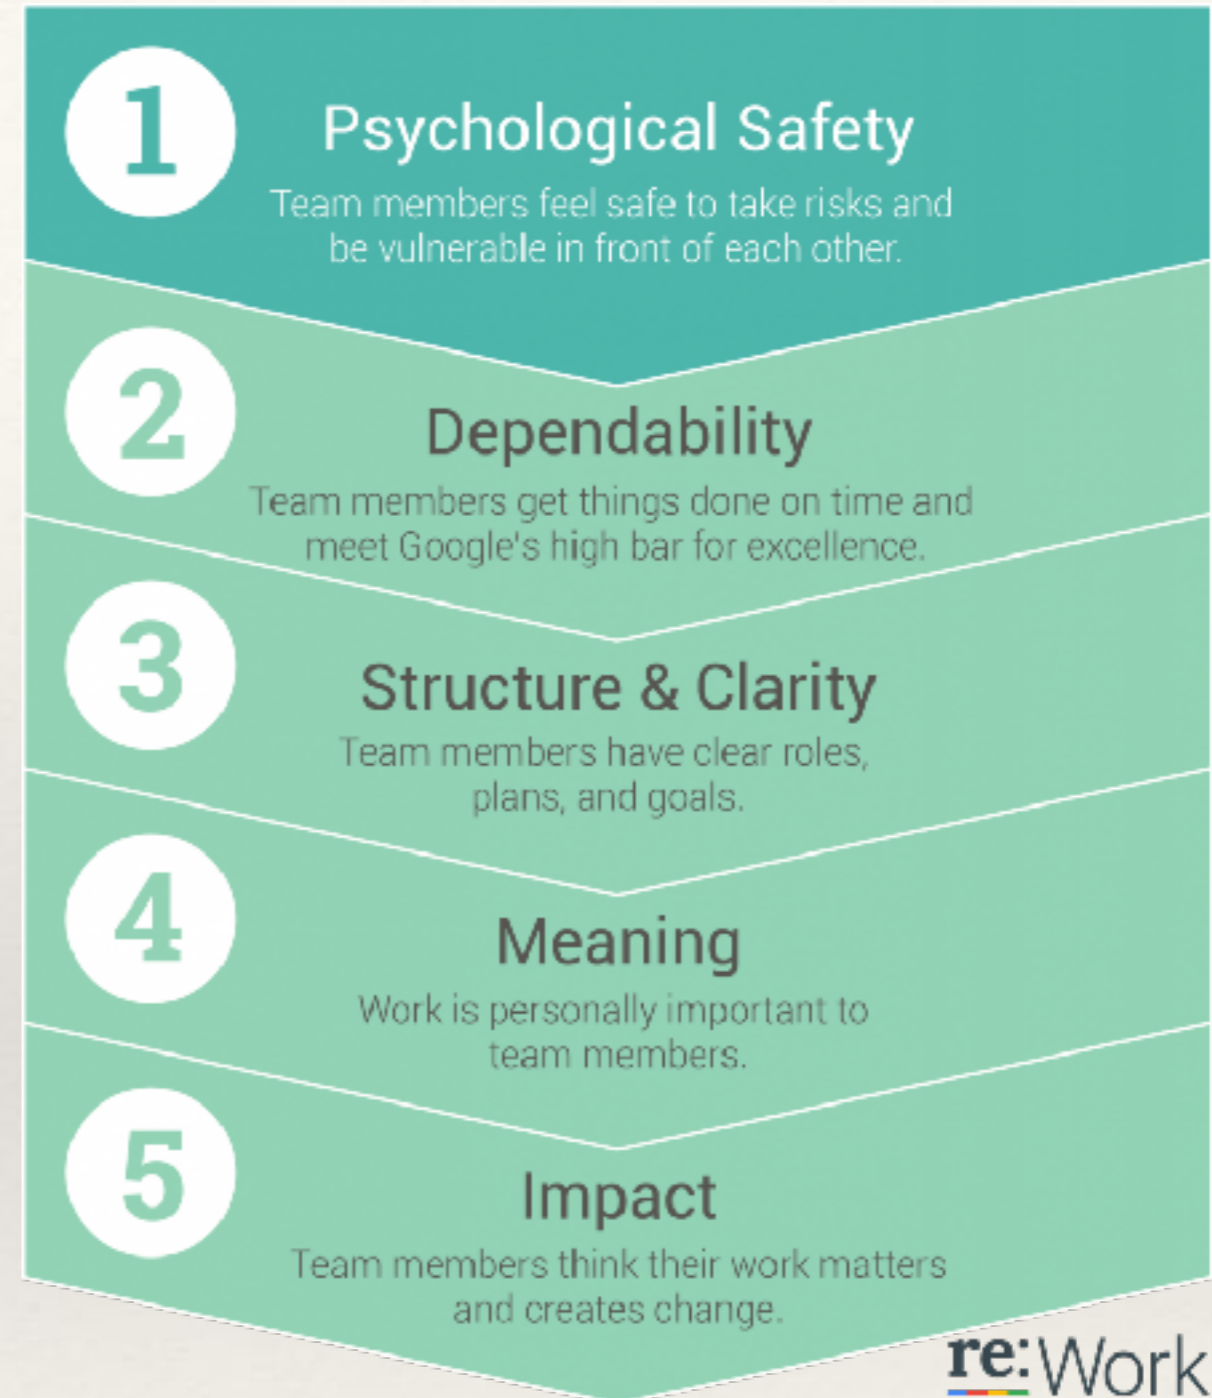 1
Psychological Safety
Team members feel safe to take risks and
be vulnerable in front of each other.
2
Dependability
Team members get things done on time and
meet Google's high bar for excellence.
3
Structure & Clarity
Team members have clear roles,
plans, and goals.
4
Meaning
Work is personally important to
team members.
5
Impact
Team members think their work matters
and creates change.
re:Work